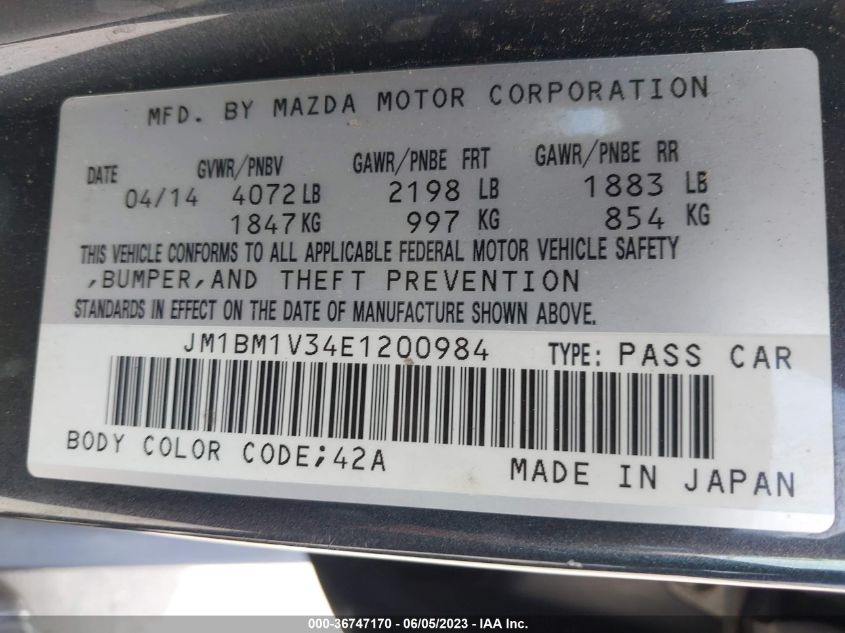 MFD. BY MAZDA MOTOR CORPORATION
DATE GVWR/PNBV GAWR/PNBE FRT GAWR/PNBE RR
04/14 4072 LB 2198 LB 1883 LB
1847 KG 997 KG 854 KG
THIS VEHICLE CONFORMS TO ALL APPLICABLE FEDERAL MOTOR VEHICLE SAFETY
,BUMPER,AND THEFT PREVENTION
STANDARDS IN EFFECT ON THE DATE OF MANUFACTURE SHOWN ABOVE.
JM1BM1V34E1200984 TYPE: PASS CAR
BODY COLOR CODE;42A
MADE IN JAPAN
000-36747170 - 06/05/2023 - IAA Inc.